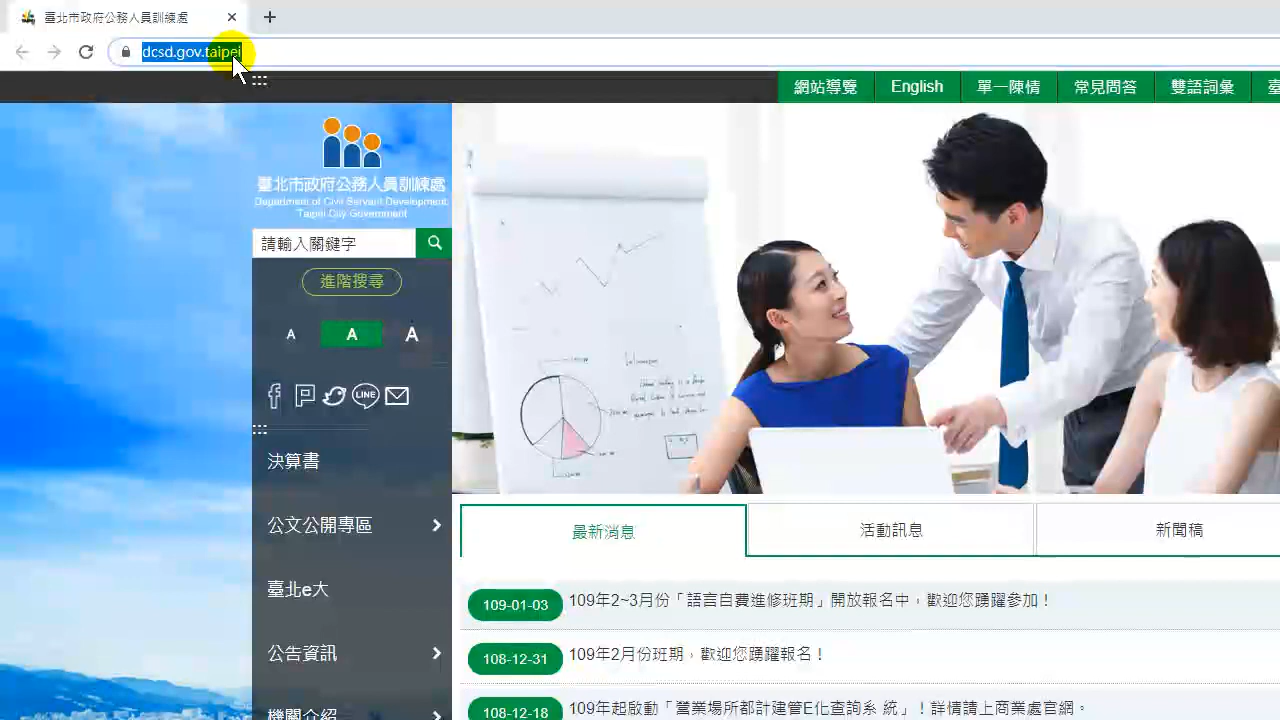 臺北市政府公務人員訓練處
dcsd.gov.taipei
網站導覽
English
單一陳情
常見問答
雙語詞彙
臺北市政府公務人員訓練處
Department of Civil Servant Development,
Taipei City Government
請輸入關鍵字
進階搜尋
A
A
A
LINE
決算書
公文公開專區
臺北e大
公告資訊
機關介紹
最新消息
活動訊息
新聞稿
109-01-03
109年2~3月份「語言自費進修班期」開放報名中，歡迎您踴躍參加！
108-12-31
109年2月份班期，歡迎您踴躍報名！
108-12-18
109年起啟動「營業場所都計建管E化查詢系 統」！詳情請上商業處官網。